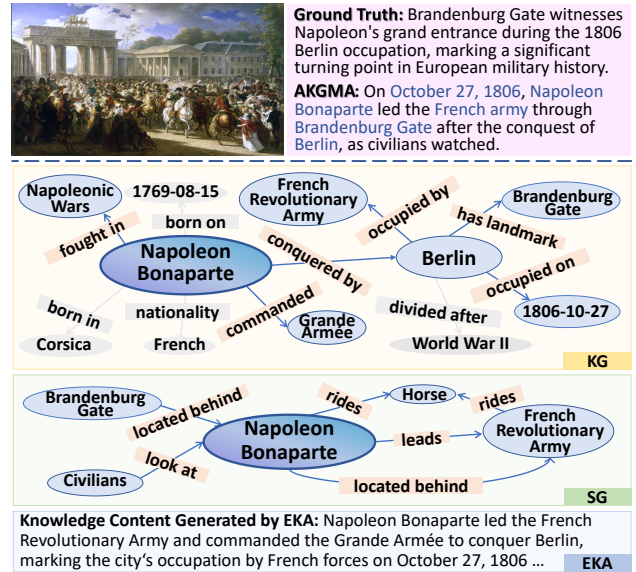 Ground Truth: Brandenburg Gate witnesses
Napoleon's grand entrance during the 1806
Berlin occupation, marking a significant
turning point in European military history.
AKGMA: On October 27, 1806, Napoleon
Bonaparte led the French army through
Brandenburg Gate after the conquest of
Berlin, as civilians watched.
Napoleonic
Wars
1769-08-15
French
Revolutionary
Army
Brandenburg
Gate
fought in
born on
occupied by
has landmark
Napoleon
Bonaparte
conquered by
Berlin
occupied on
born in
nationality
commanded
divided after
1806-10-27
Corsica
French
Grande
Armée
World War II
KG
Brandenburg
Gate
located behind
rides
Horse
rides
Napoleon
Bonaparte
leads
French
Revolutionary
Army
look at
Civilians
located behind
SG
Knowledge Content Generated by EKA: Napoleon Bonaparte led the French
Revolutionary Army and commanded the Grande Armée to conquer Berlin,
marking the city‘s occupation by French forces on October 27, 1806 ...
EKA